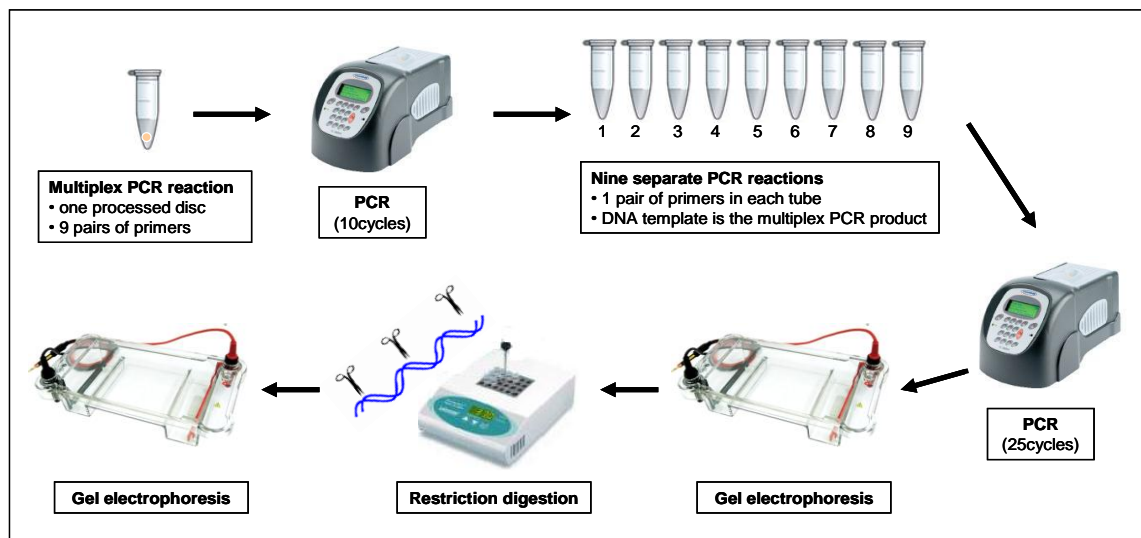 1 2 3 4 5 6 7 8 9
Multiplex PCR reaction
• one processed disc
• 9 pairs of primers
PCR
(10cycles)
Nine separate PCR reactions
• 1 pair of primers in each tube
• DNA template is the multiplex PCR product
PCR
(25cycles)
Gel electrophoresis
Restriction digestion
Gel electrophoresis